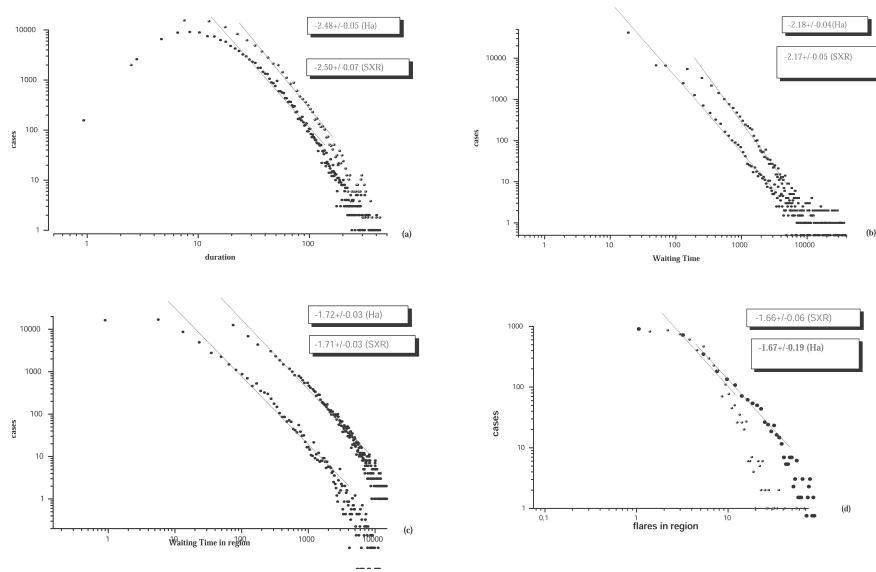 -2.48+/-0.05 (Ha)
-2.50+/-0.07 (SXR)
10000
1000
100
10
1
cases
1
10
100
duration
(a)
-2.18+/-0.04(Ha)
-2.17+/-0.05 (SXR)
10000
1000
100
10
1
cases
1
10
100
1000
10000
Waiting Time
(b)
-1.72+/-0.03 (Ha)
-1.71+/-0.03 (SXR)
10000
1000
100
10
1
cases
1
10
100
1000
10000
Waiting Time in region
(c)
-1.66+/-0.06 (SXR)
-1.67+/-0.19 (Ha)
1000
100
10
1
cases
0,1
1
10
flares in region
(d)